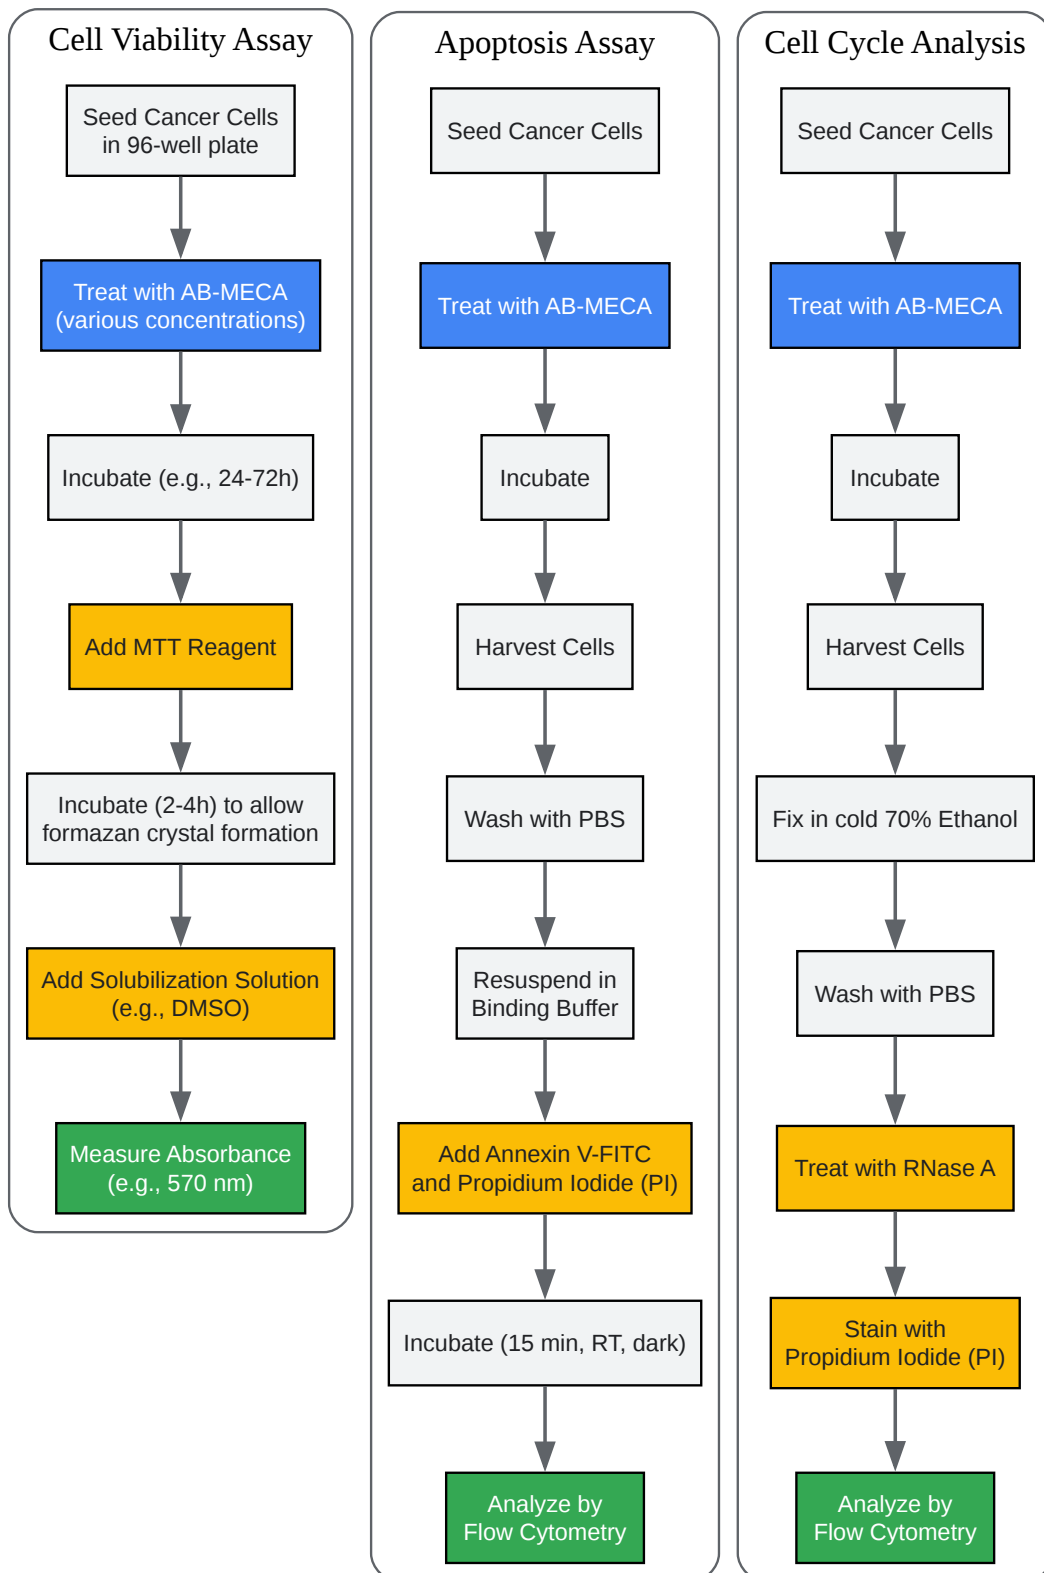 Cell Viability Assay
Seed Cancer Cells
in 96-well plate
Treat with AB-MECA
(various concentrations)
Incubate (e.g., 24-72h)
Add MTT Reagent
Incubate (2-4h) to allow
formazan crystal formation
Add Solubilization Solution
(e.g., DMSO)
Measure Absorbance
(e.g., 570 nm)
Apoptosis Assay
Seed Cancer Cells
Treat with AB-MECA
Incubate
Harvest Cells
Wash with PBS
Resuspend in
Binding Buffer
Add Annexin V-FITC
and Propidium Iodide (PI)
Incubate (15 min, RT, dark)
Analyze by
Flow Cytometry
Cell Cycle Analysis
Seed Cancer Cells
Treat with AB-MECA
Incubate
Harvest Cells
Fix in cold 70% Ethanol
Wash with PBS
Treat with RNase A
Stain with
Propidium Iodide (PI)
Analyze by
Flow Cytometry